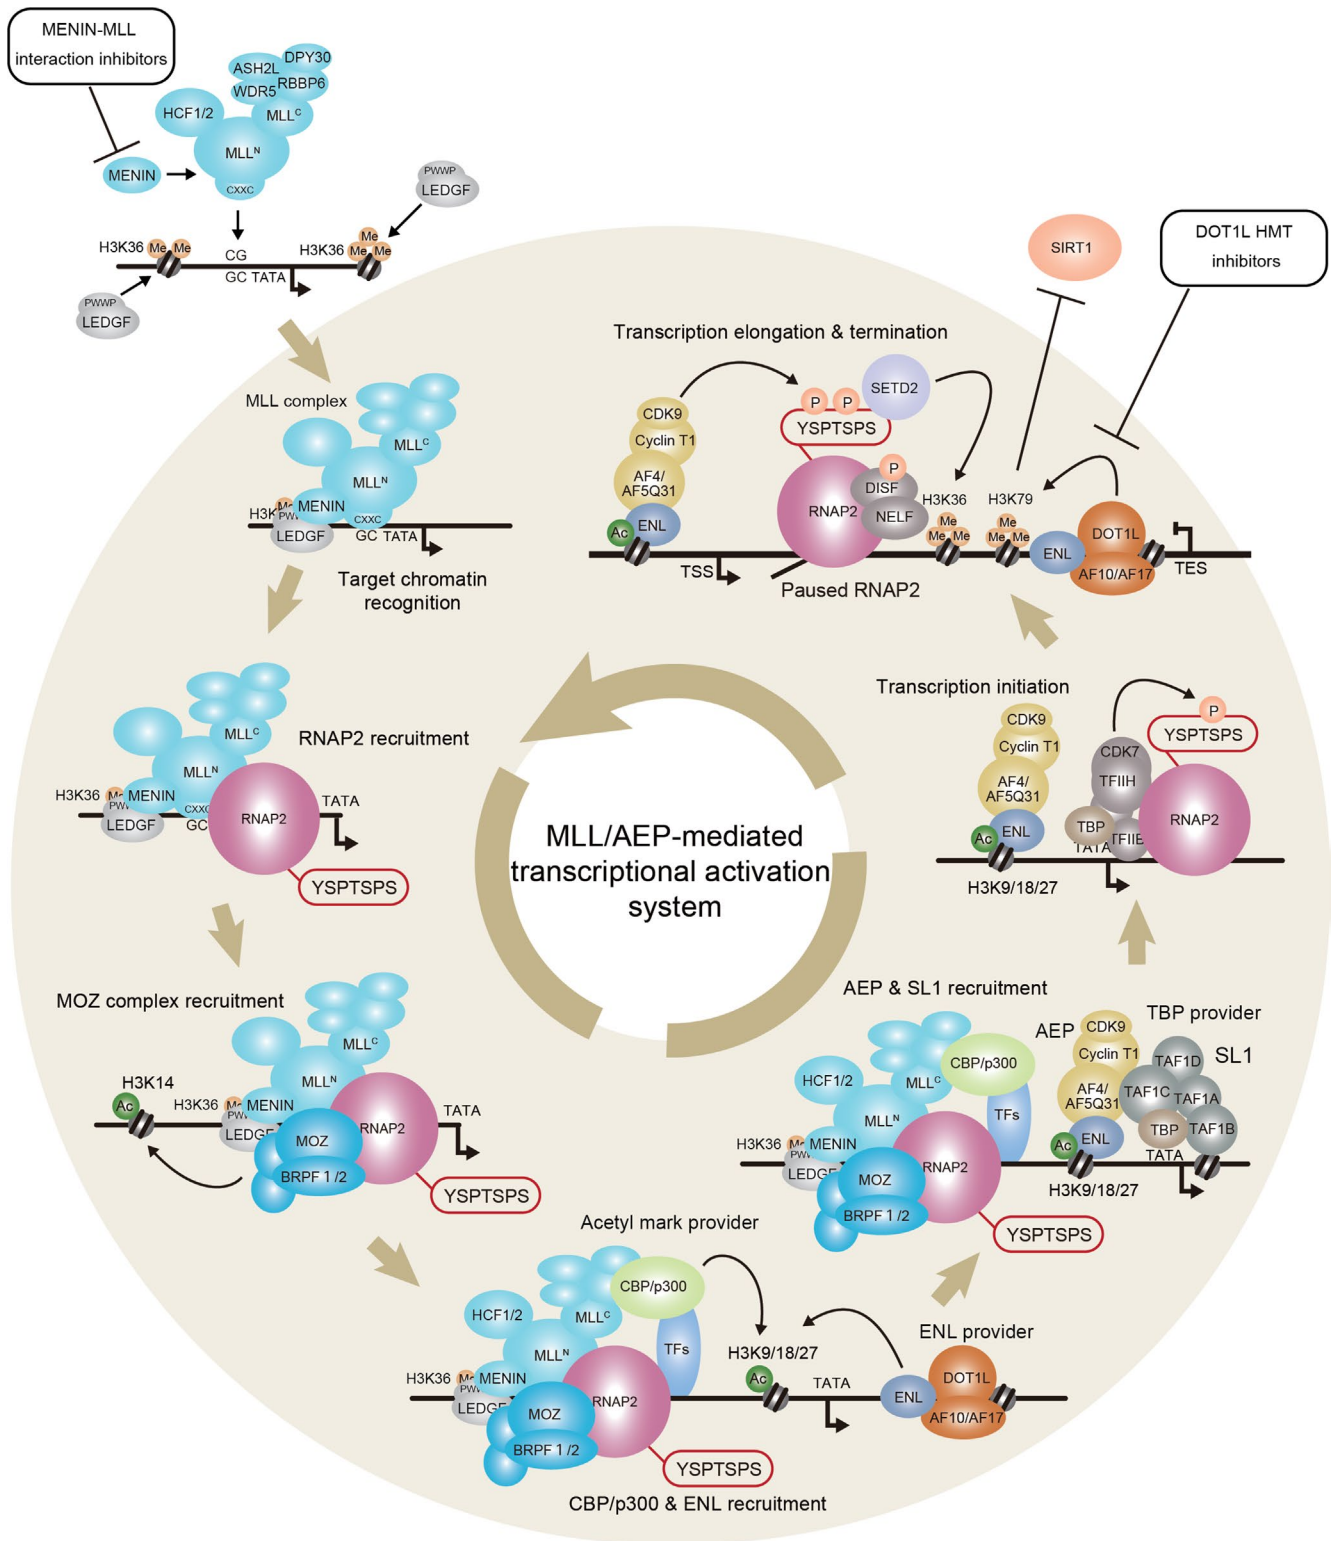 MENIN-MLL
interaction inhibitors
DPY30
ASH2L
RBBP6
WDR5
HCF1/2
MLLᶜ
MLLᴺ
MENIN
CXXC
PWWP
LEDGF
H3K36
Me Me
CG
GC TATA
H3K36
Me
Me Me
PWWP
LEDGF
MLL complex
MLLᶜ
MLLᴺ
MENIN
H3K
PW
LEDGF
CXXC
GC TATA
Target chromatin
recognition
SIRT1
DOT1L HMT
inhibitors
Transcription elongation & termination
CDK9
Cyclin T1
AF4/
AF5Q31
Ac
ENL
TSS
P P
SETD2
YSPTSPS
P
DISF
RNAP2
NELF
H3K36
Me
Me Me
H3K79
Me
Me Me
ENL
DOT1L
AF10/AF17
TES
Paused RNAP2
RNAP2 recruitment
MLLᶜ
MLLᴺ
H3K36
MENIN
LEDGF
CXXC
GC
RNAP2
TATA
YSPTSPS
MLL/AEP-mediated
transcriptional activation
system
Transcription initiation
CDK9
Cyclin T1
AF4/
AF5Q31
Ac
ENL
H3K9/18/27
CDK7
TFIIH
TBP
TATA
TFIIB
P
YSPTSPS
RNAP2
MOZ complex recruitment
H3K14
Ac
H3K36
MLLᶜ
MLLᴺ
MENIN
LEDGF
MOZ
BRPF1/2
RNAP2
TATA
YSPTSPS
AEP & SL1 recruitment
HCF1/2
MLLᶜ
MLLᴺ
CBP/p300
TFs
H3K36
MENIN
LEDGF
MOZ
BRPF1/2
RNAP2
YSPTSPS
AEP
CDK9
Cyclin T1
AF4/
AF5Q31
Ac
ENL
H3K9/18/27
TBP provider
SL1
TAF1D
TAF1C
TAF1A
TBP
TAF1B
TATA
Acetyl mark provider
CBP/p300
HCF1/2
MLLᶜ
MLLᴺ
TFs
H3K36
MENIN
LEDGF
MOZ
BRPF1/2
RNAP2
YSPTSPS
H3K9/18/27
Ac
TATA
ENL provider
ENL
DOT1L
AF10/AF17
CBP/p300 & ENL recruitment